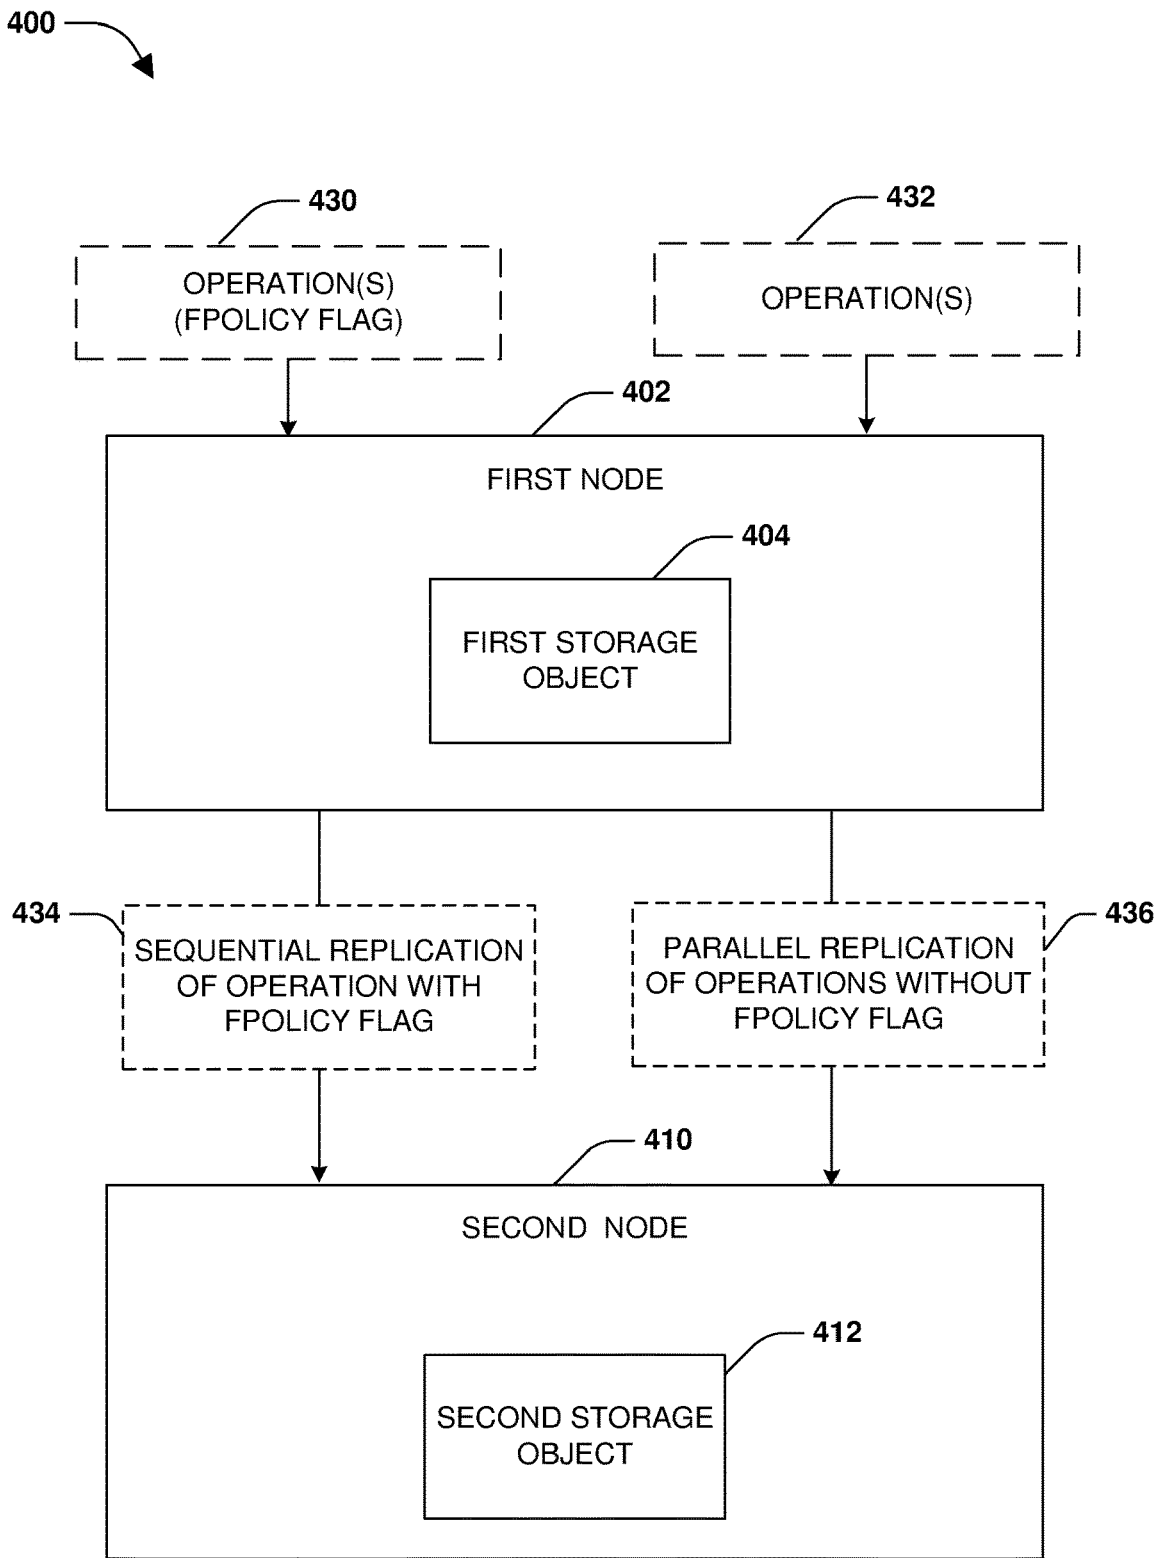 400
430
432
OPERATION(S)
(FPOLICY FLAG)
OPERATION(S)
402
FIRST NODE
404
FIRST STORAGE
OBJECT
434
SEQUENTIAL REPLICATION
OF OPERATION WITH
FPOLICY FLAG
436
PARALLEL REPLICATION
OF OPERATIONS WITHOUT
FPOLICY FLAG
410
SECOND NODE
412
SECOND STORAGE
OBJECT